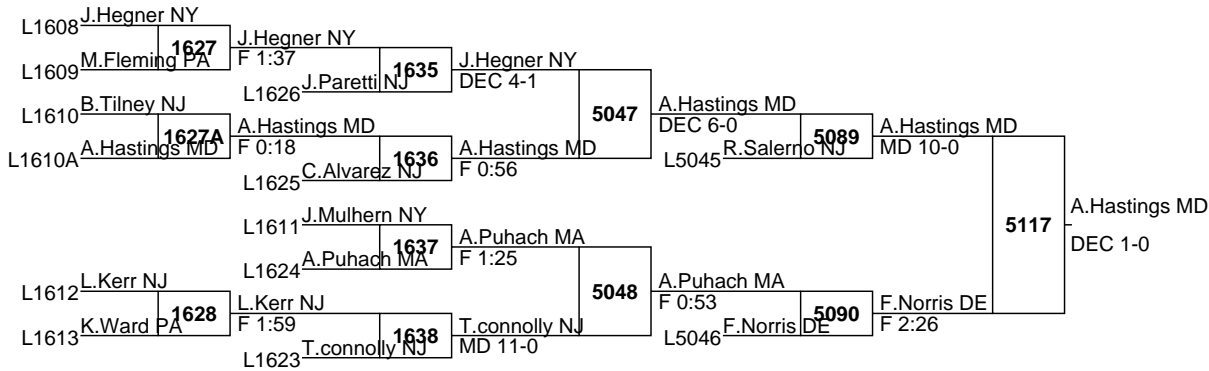 L1608 J.Hegner NY
1627
J.Hegner NY
F 1:37
L1609 M.Fleming PA
1635
J.Hegner NY
DEC 4-1
L1626 J.Paretti NJ
L1610 B.Tilney NJ
5047
A.Hastings MD
DEC 6-0
1627A
A.Hastings MD
F 0:18
5089
A.Hastings MD
MD 10-0
L1610A A.Hastings MD
1636
A.Hastings MD
F 0:56
L5045 R.Salerno NJ
L1625 C.Alvarez NJ
L1611 J.Mulhern NY
5117
A.Hastings MD
DEC 1-0
1637
A.Puhach MA
F 1:25
L1624 A.Puhach MA
L1612 L.Kerr NJ
5048
A.Puhach MA
F 0:53
1628
L.Kerr NJ
F 1:59
5090
F.Norris DE
F 2:26
L1613 K.Ward PA
1638
T.connolly NJ
MD 11-0
L5046 F.Norris DE
L1623 T.connolly NJ